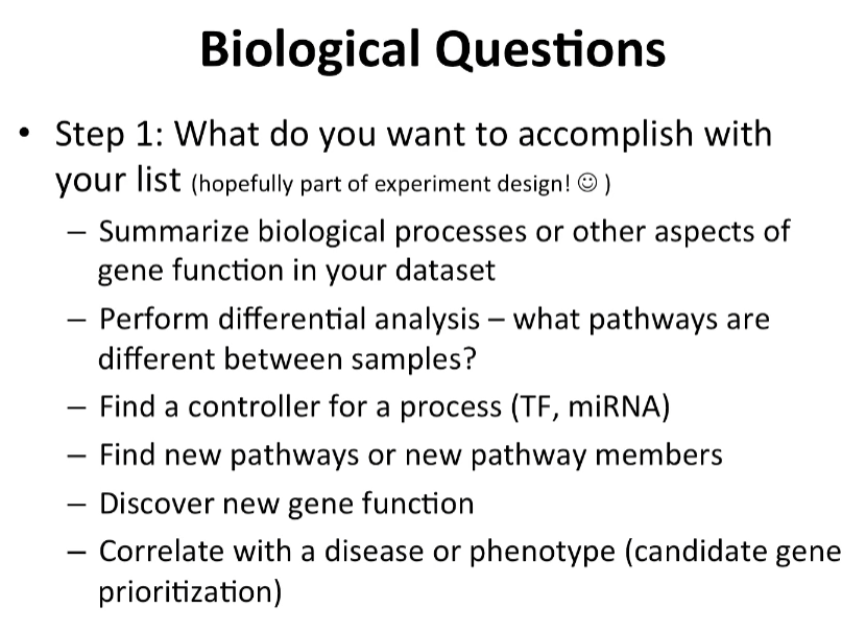 Biological Questions
• Step 1: What do you want to accomplish with
your list (hopefully part of experiment design! ☺ )
– Summarize biological processes or other aspects of
gene function in your dataset
– Perform differential analysis – what pathways are
different between samples?
– Find a controller for a process (TF, miRNA)
– Find new pathways or new pathway members
– Discover new gene function
– Correlate with a disease or phenotype (candidate gene
prioritization)